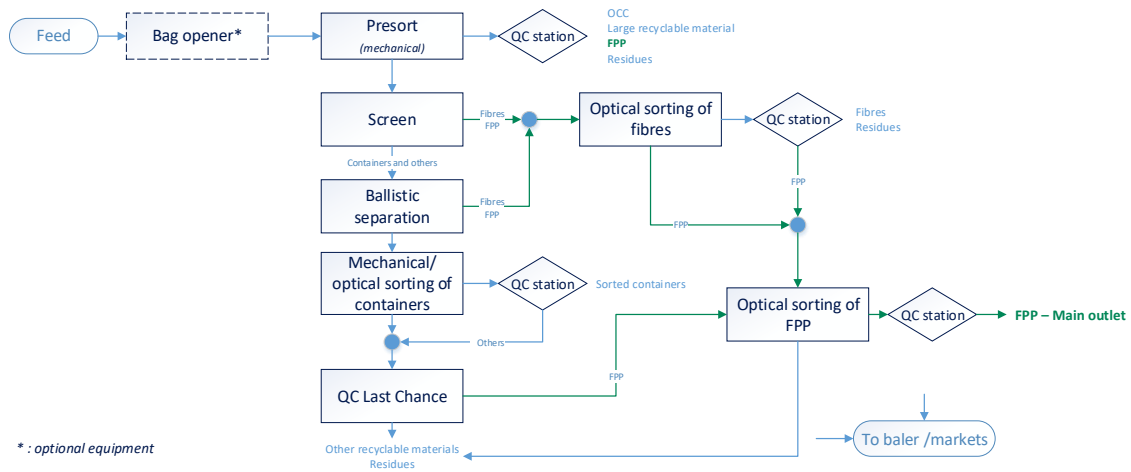 Feed
Bag opener*
Presort
(mechanical)
QC station
OCC
Large recyclable material
FPP
Residues
Screen
Fibres
FPP
Optical sorting of
fibres
QC station
Fibres
Residues
Containers and others
Ballistic
separation
Fibres
FPP
FPP
FPP
Mechanical/
optical sorting of
containers
QC station
Sorted containers
Optical sorting of
FPP
QC station
FPP – Main outlet
Others
FPP
QC Last Chance
Other recyclable materials
Residues
To baler /markets
* : optional equipment